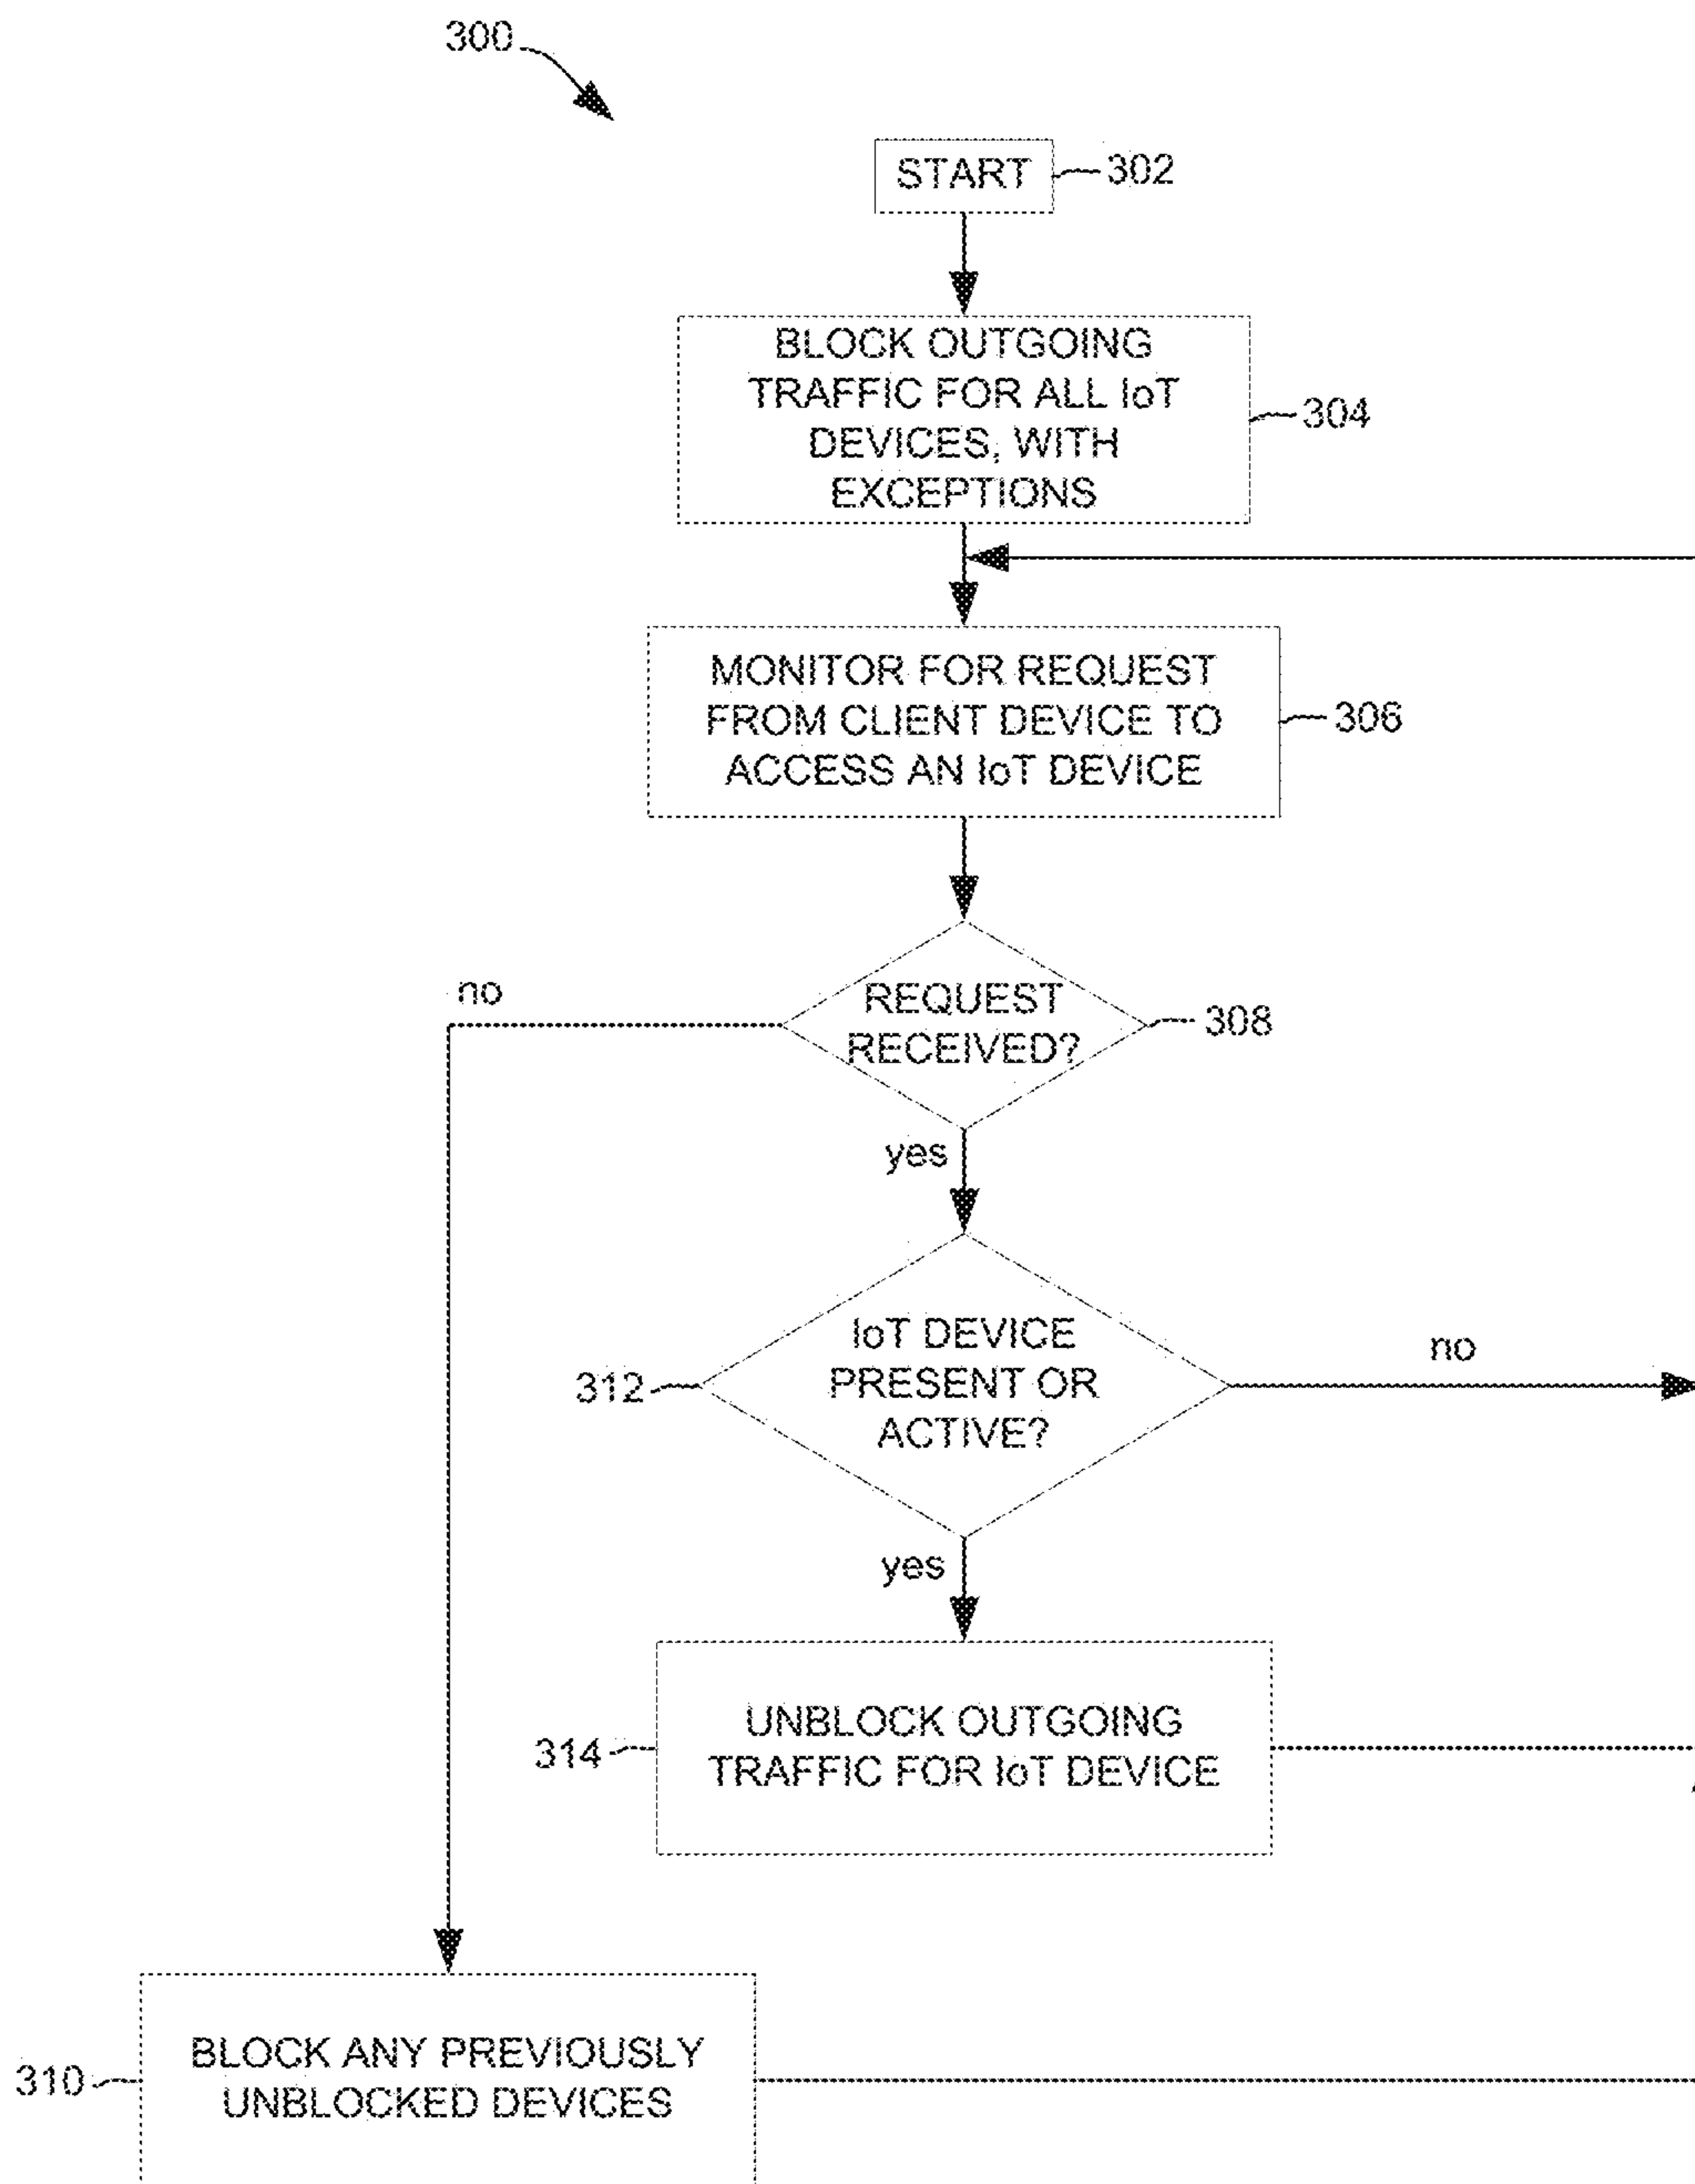 300
START
302
BLOCK OUTGOING
TRAFFIC FOR ALL IoT
DEVICES, WITH
EXCEPTIONS
304
MONITOR FOR REQUEST
FROM CLIENT DEVICE TO
ACCESS AN IoT DEVICE
306
no
REQUEST
RECEIVED?
308
yes
IoT DEVICE
PRESENT OR
ACTIVE?
312
no
yes
UNBLOCK OUTGOING
TRAFFIC FOR IoT DEVICE
314
BLOCK ANY PREVIOUSLY
UNBLOCKED DEVICES
310